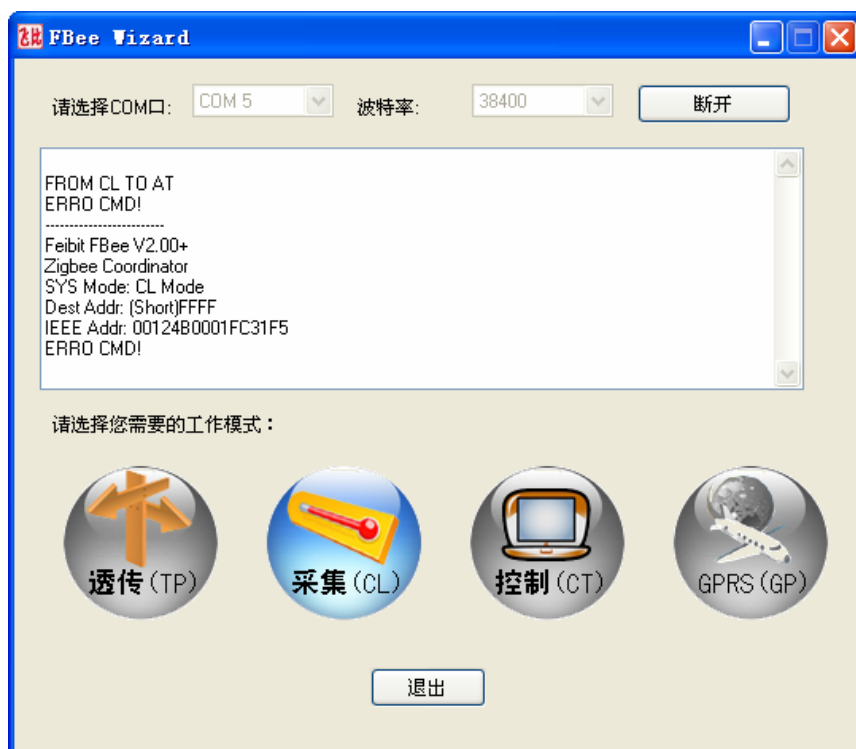 飞比 FBee Wizard
请选择COM口: COM 5 波特率: 38400 断开
FROM CL TO AT
ERRO CMD!
-------------------------
Feibit FBee V2.00+
Zigbee Coordinator
SYS Mode: CL Mode
Dest Addr: (Short)FFFF
IEEE Addr: 00124B0001FC31F5
ERRO CMD!
请选择您需要的工作模式：
透传(TP) 采集(CL) 控制(CT) GPRS(GP)
退出